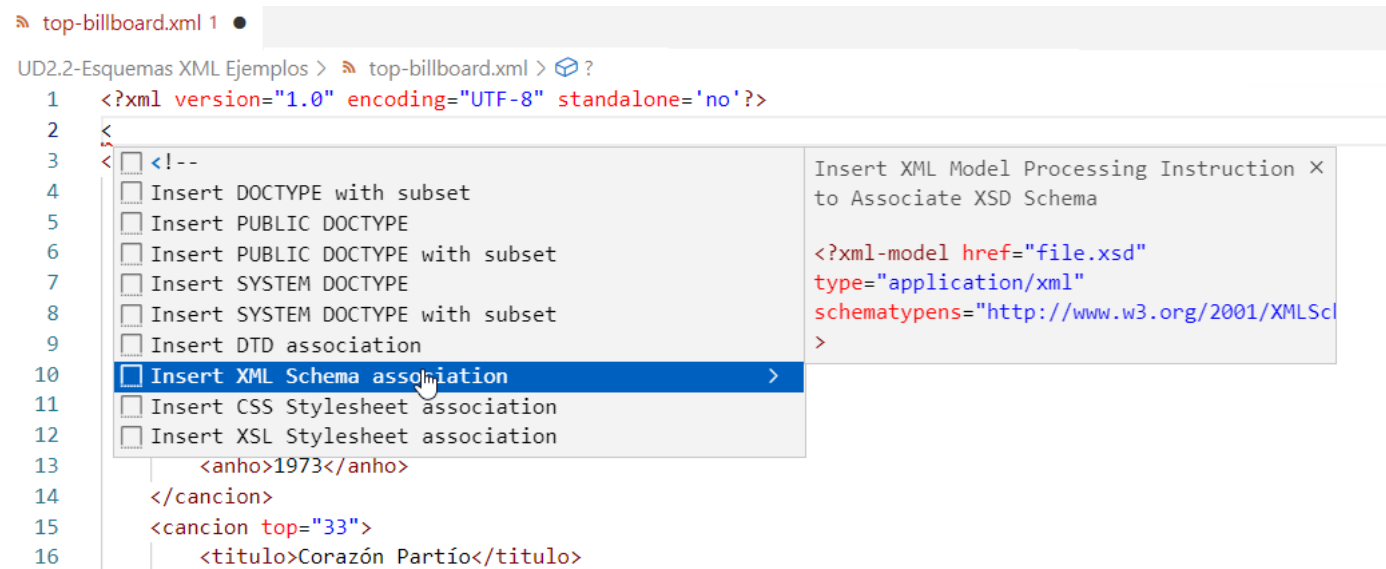 top-billboard.xml 1 ●
UD2.2-Esquemas XML Ejemplos > top-billboard.xml > ?
1 <?xml version="1.0" encoding="UTF-8" standalone='no'?>
2 <
3 <
<!--
4
Insert DOCTYPE with subset
5
Insert PUBLIC DOCTYPE
6
Insert PUBLIC DOCTYPE with subset
7
Insert SYSTEM DOCTYPE
8
Insert SYSTEM DOCTYPE with subset
9
Insert DTD association
10
Insert XML Schema association >
11
Insert CSS Stylesheet association
12
Insert XSL Stylesheet association
Insert XML Model Processing Instruction ×
to Associate XSD Schema
<?xml-model href="file.xsd"
type="application/xml"
schematypens="http://www.w3.org/2001/XMLScl
>
13 <anho>1973</anho>
14 </cancion>
15 <cancion top="33">
16 <titulo>Corazón Partío</titulo>